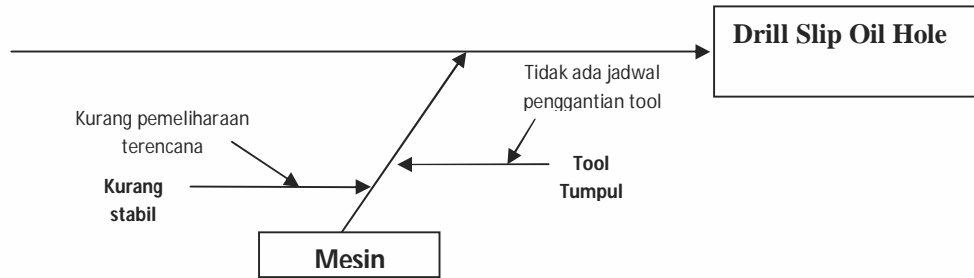 Drill Slip Oil Hole
Tidak ada jadwal
penggantian tool
Kurang pemeliharaan
terencana
Kurang
stabil
Tool
Tumpul
Mesin